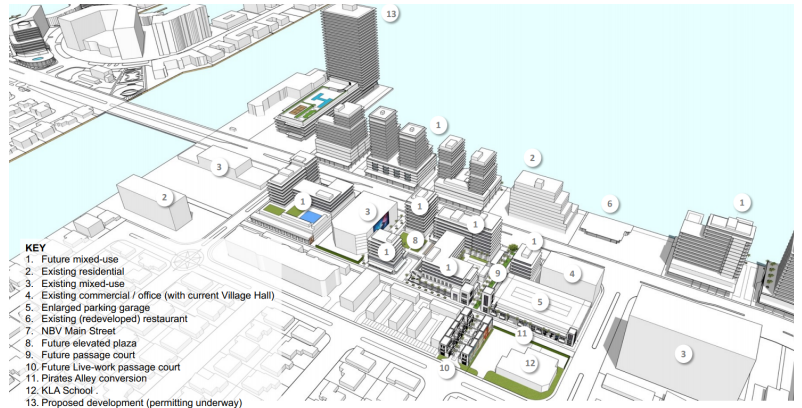 13
1
3
2
6
1
2
3
1
1
1
8
1
1
9
1
4
1
5
11
3
10
12
KEY
1. Future mixed-use
2. Existing residential
3. Existing mixed-use
4. Existing commercial / office (with current Village Hall)
5. Enlarged parking garage
6. Existing (redeveloped) restaurant
7. NBV Main Street
8. Future elevated plaza
9. Future passage court
10. Future Live-work passage court
11. Pirates Alley conversion
12. KLA School .
13. Proposed development (permitting underway)